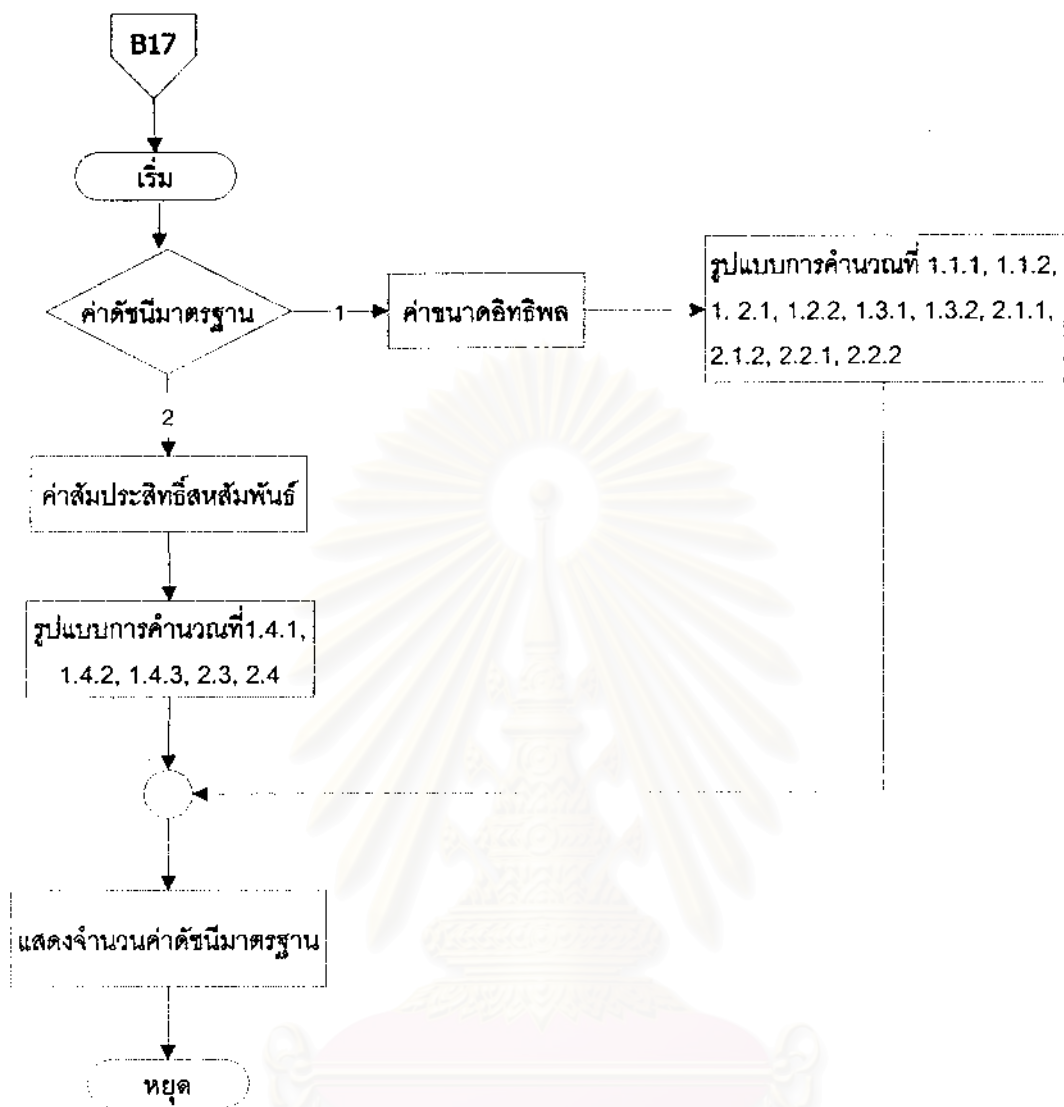 B17
เริ่ม
ค่าดัชนีมาตรฐาน
1
ค่าขนาดอิทธิพล
รูปแบบการคำนวณที่ 1.1.1, 1.1.2,
1. 2.1, 1.2.2, 1.3.1, 1.3.2, 2.1.1,
2.1.2, 2.2.1, 2.2.2
2
ค่าสัมประสิทธิ์สหสัมพันธ์
รูปแบบการคำนวณที่1.4.1,
1.4.2, 1.4.3, 2.3, 2.4
แสดงจำนวนค่าดัชนีมาตรฐาน
หยุด